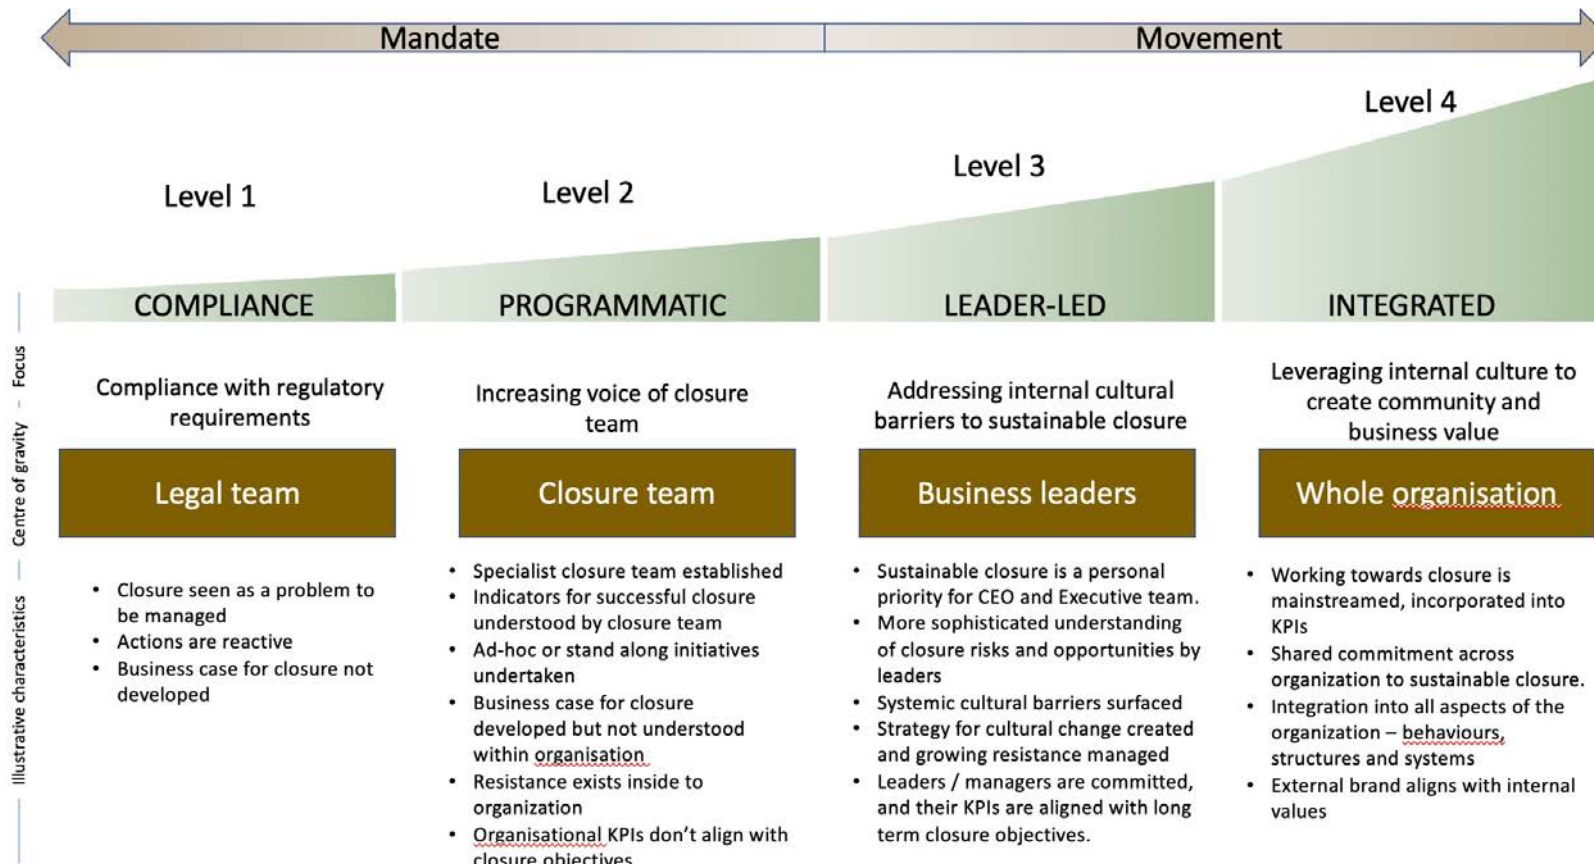 Mandate
Movement
Level 1
Level 2
Level 3
Level 4
COMPLIANCE
PROGRAMMATIC
LEADER-LED
INTEGRATED
Illustrative characteristics — Centre of gravity - Focus
Compliance with regulatory
requirements
Legal team
• Closure seen as a problem to
be managed
• Actions are reactive
• Business case for closure not
developed
Increasing voice of closure
team
Closure team
• Specialist closure team established
• Indicators for successful closure
understood by closure team
• Ad-hoc or stand along initiatives
undertaken
• Business case for closure
developed but not understood
within organisation
• Resistance exists inside to
organization
• Organisational KPIs don't align with
closure objectives
Addressing internal cultural
barriers to sustainable closure
Business leaders
• Sustainable closure is a personal
priority for CEO and Executive team.
• More sophisticated understanding
of closure risks and opportunities by
leaders
• Systemic cultural barriers surfaced
• Strategy for cultural change created
and growing resistance managed
• Leaders / managers are committed,
and their KPIs are aligned with long
term closure objectives.
Leveraging internal culture to
create community and
business value
Whole organisation
• Working towards closure is
mainstreamed, incorporated into
KPIs
• Shared commitment across
organization to sustainable closure.
• Integration into all aspects of the
organization – behaviours,
structures and systems
• External brand aligns with internal
values